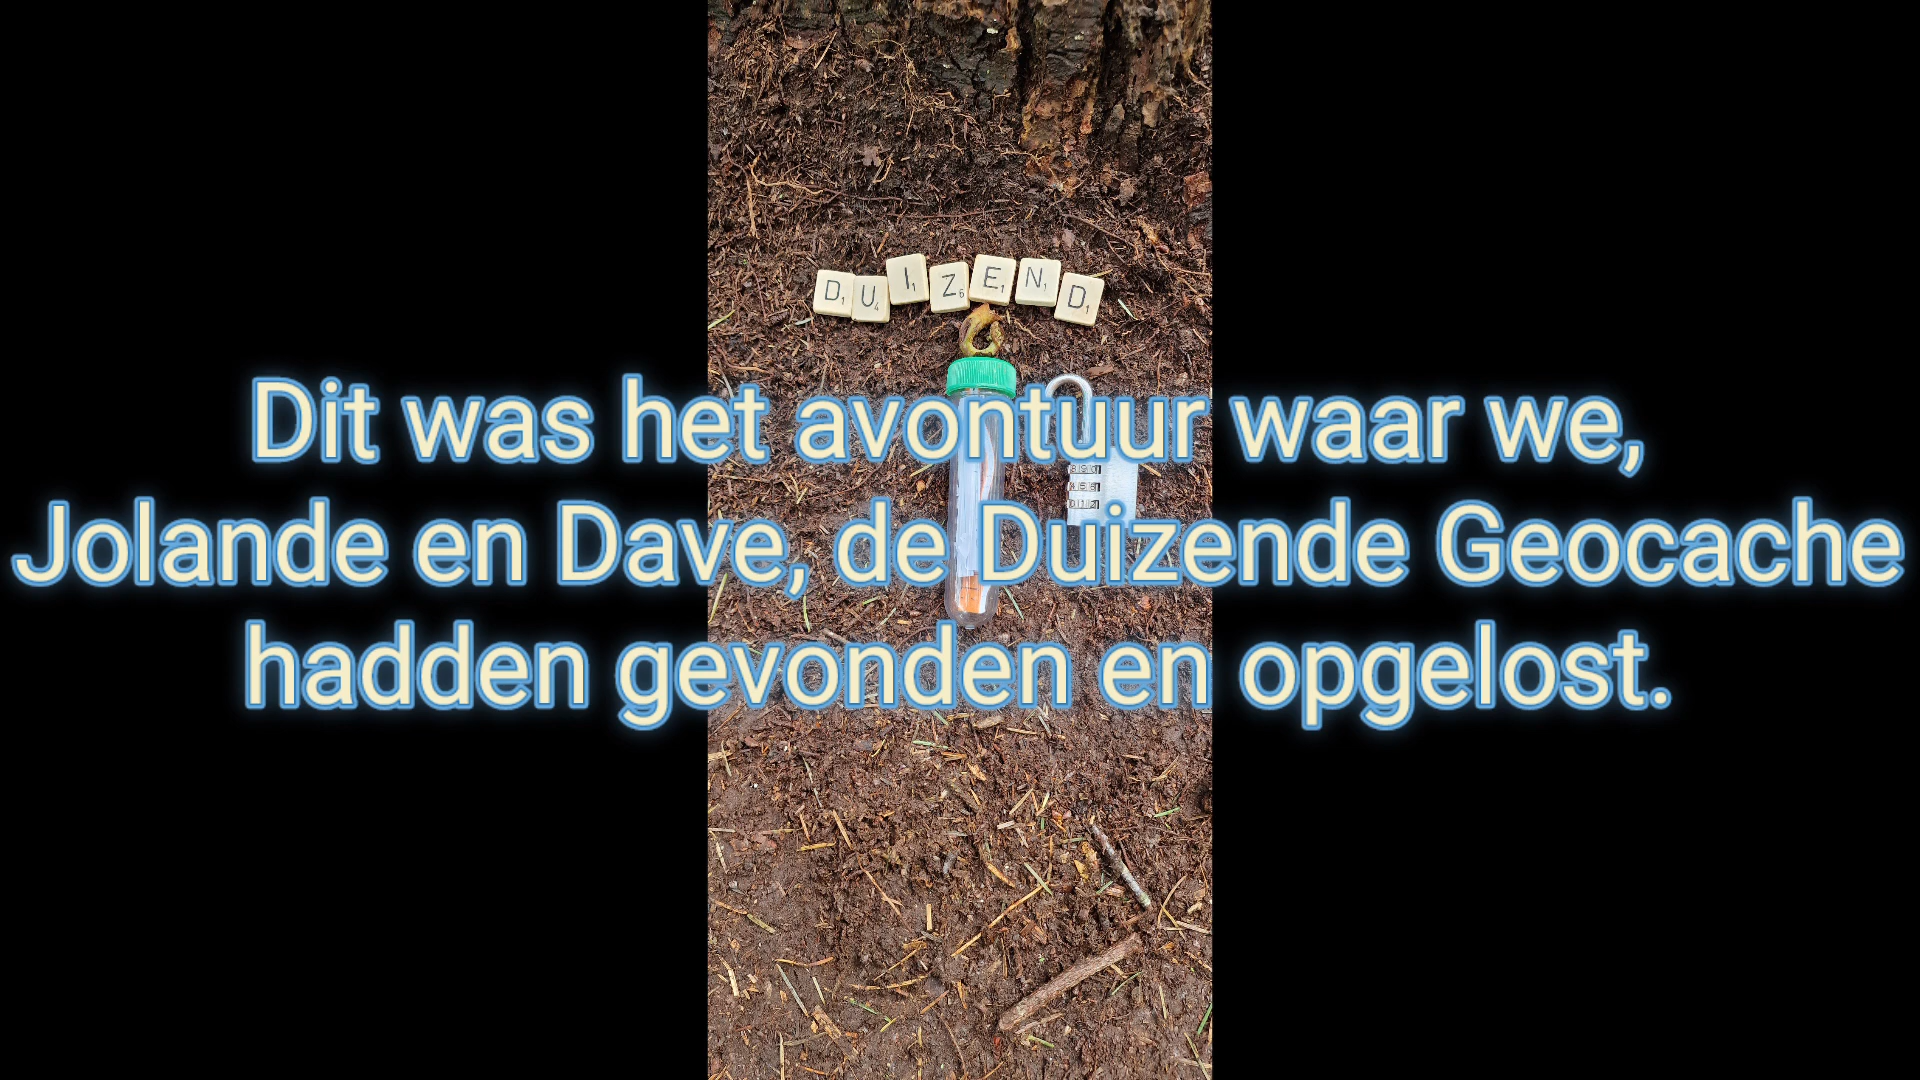 DUIZEND
Dit was het avontuur waar we,
Jolande en Dave, de Duizende Geocache
hadden gevonden en opgelost.